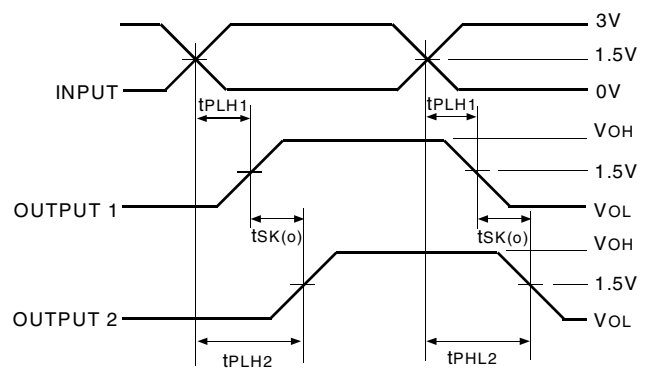 3V
1.5V
INPUT
0V
tPLH1
tPLH1
VOH
1.5V
OUTPUT 1
VOL
tSK(o)
tSK(o)
VOH
1.5V
OUTPUT 2
VOL
tPLH2
tPHL2